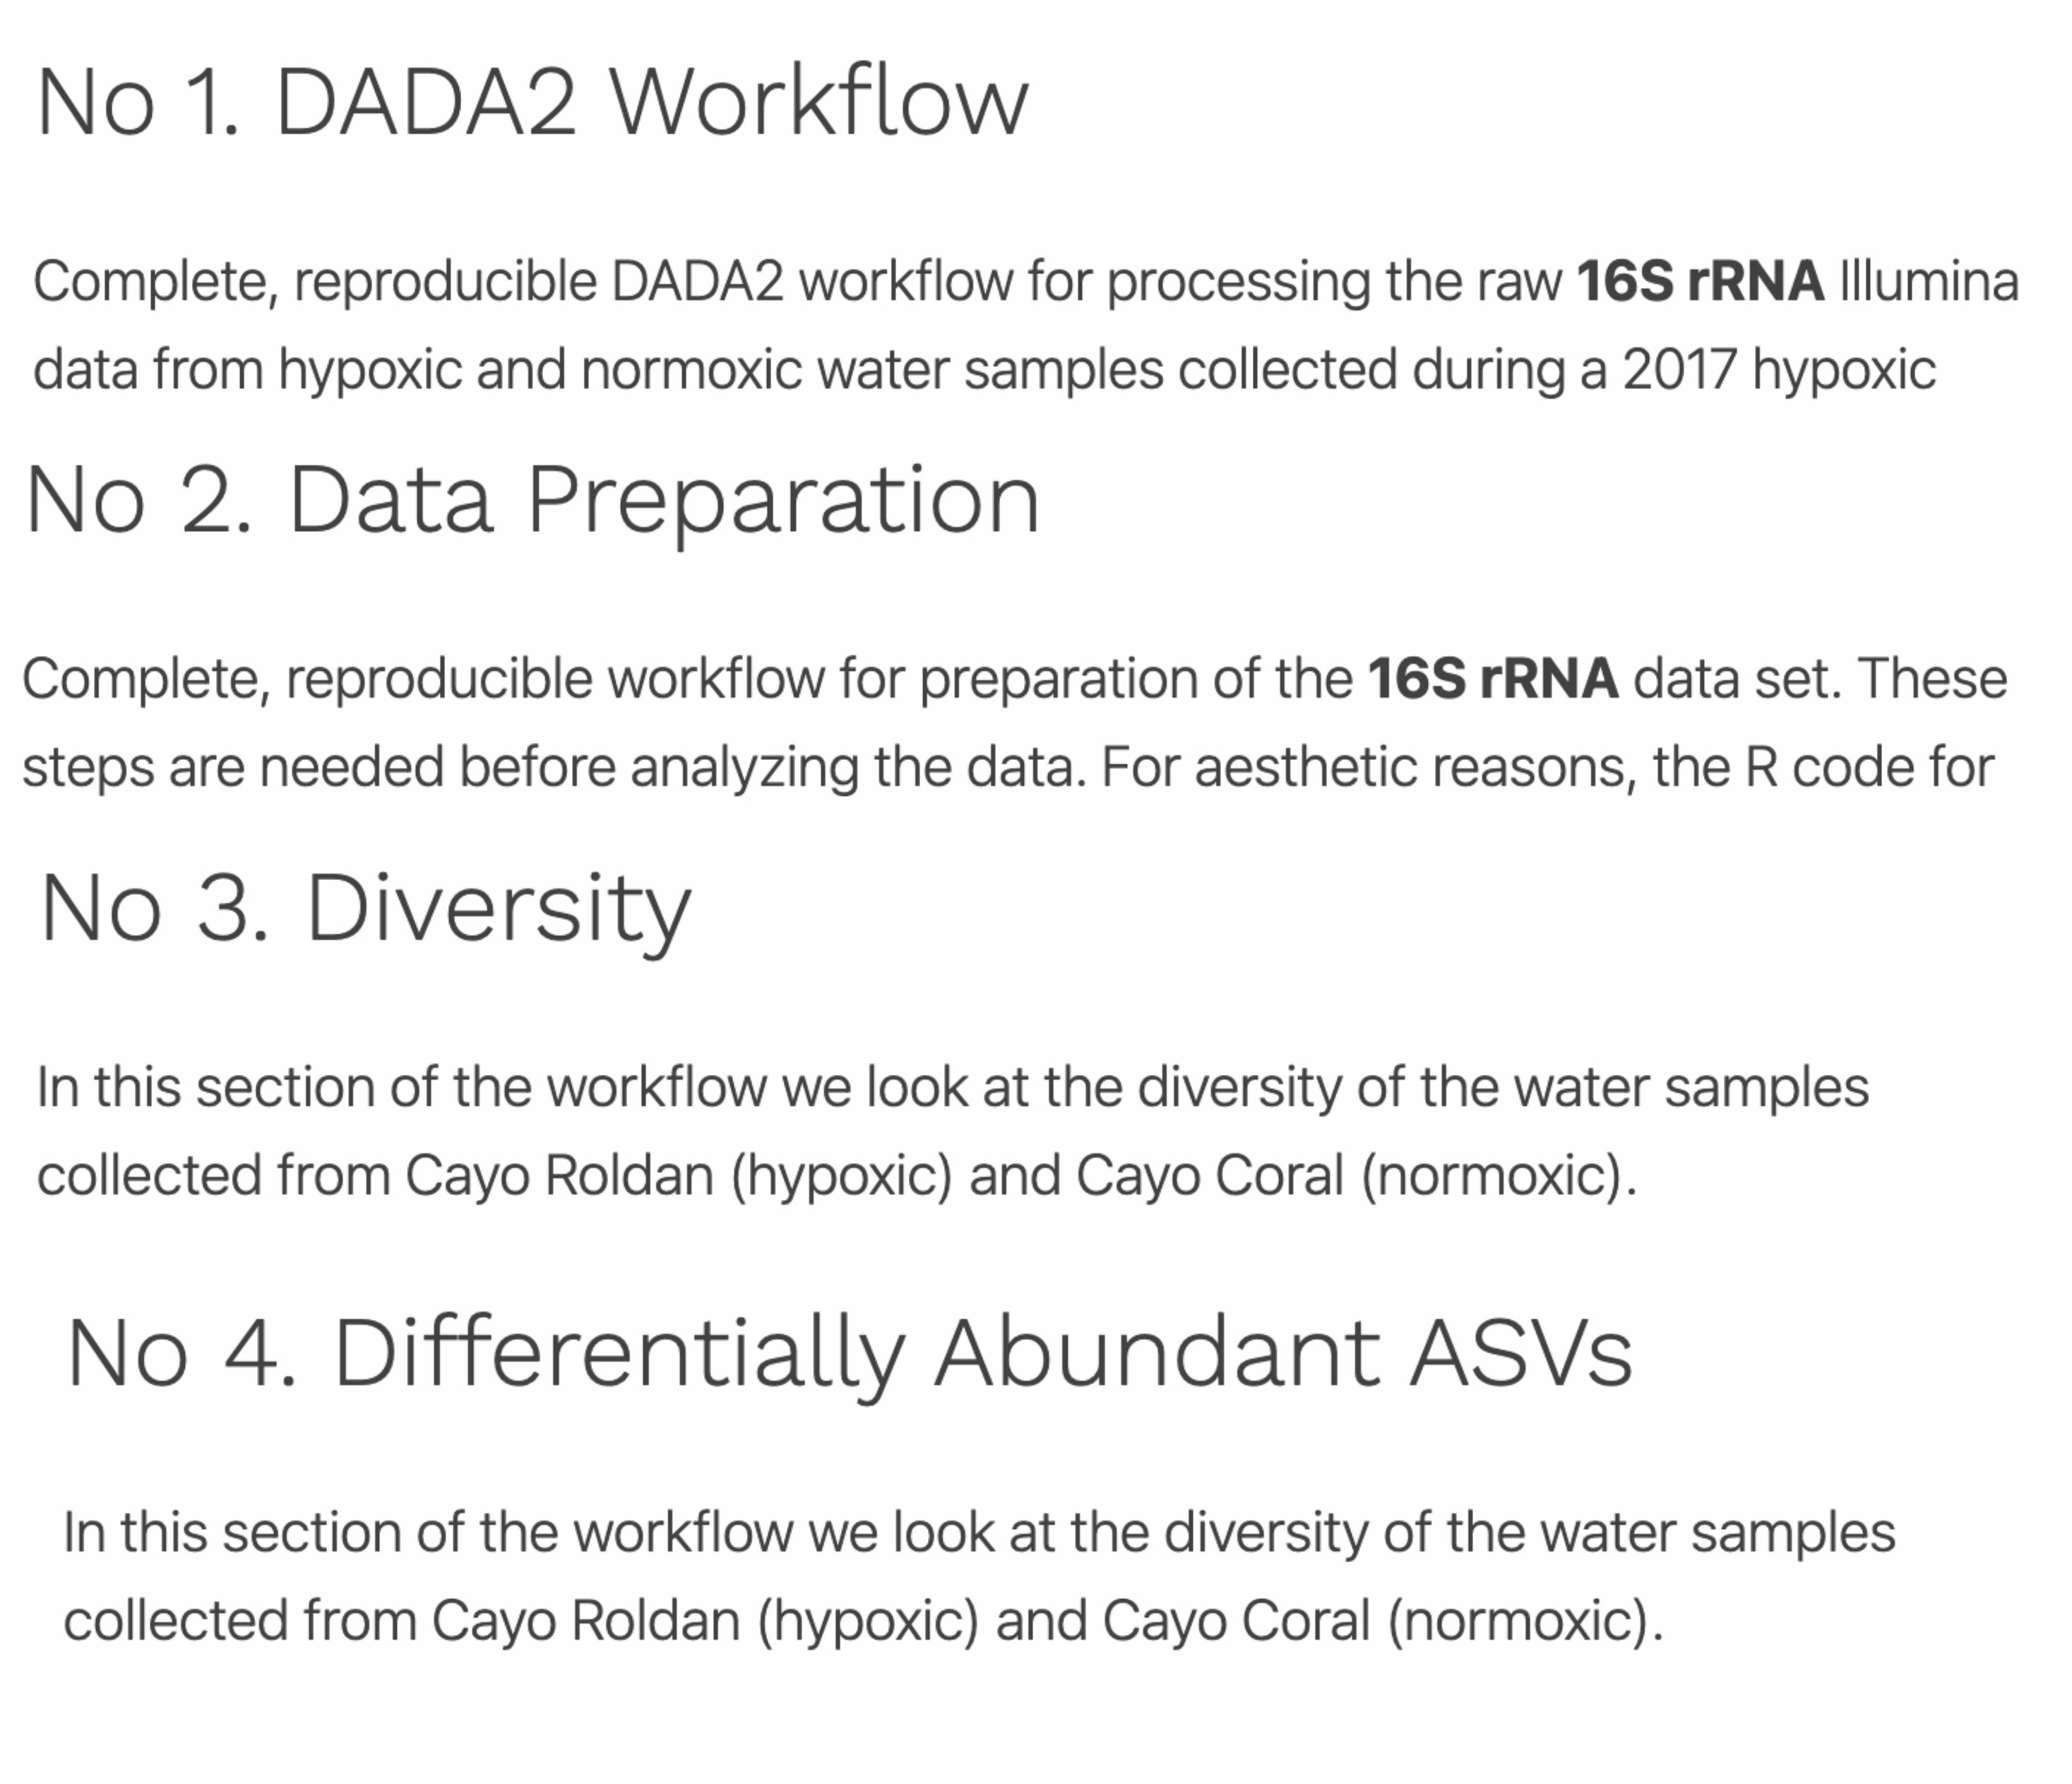 No 1. DADA2 Workflow
Complete, reproducible DADA2 workflow for processing the raw 16S rRNA Illumina
data from hypoxic and normoxic water samples collected during a 2017 hypoxic
No 2. Data Preparation
Complete, reproducible workflow for preparation of the 16S rRNA data set. These
steps are needed before analyzing the data. For aesthetic reasons, the R code for
No 3. Diversity
In this section of the workflow we look at the diversity of the water samples
collected from Cayo Roldan (hypoxic) and Cayo Coral (normoxic).
No 4. Differentially Abundant ASVs
In this section of the workflow we look at the diversity of the water samples
collected from Cayo Roldan (hypoxic) and Cayo Coral (normoxic).